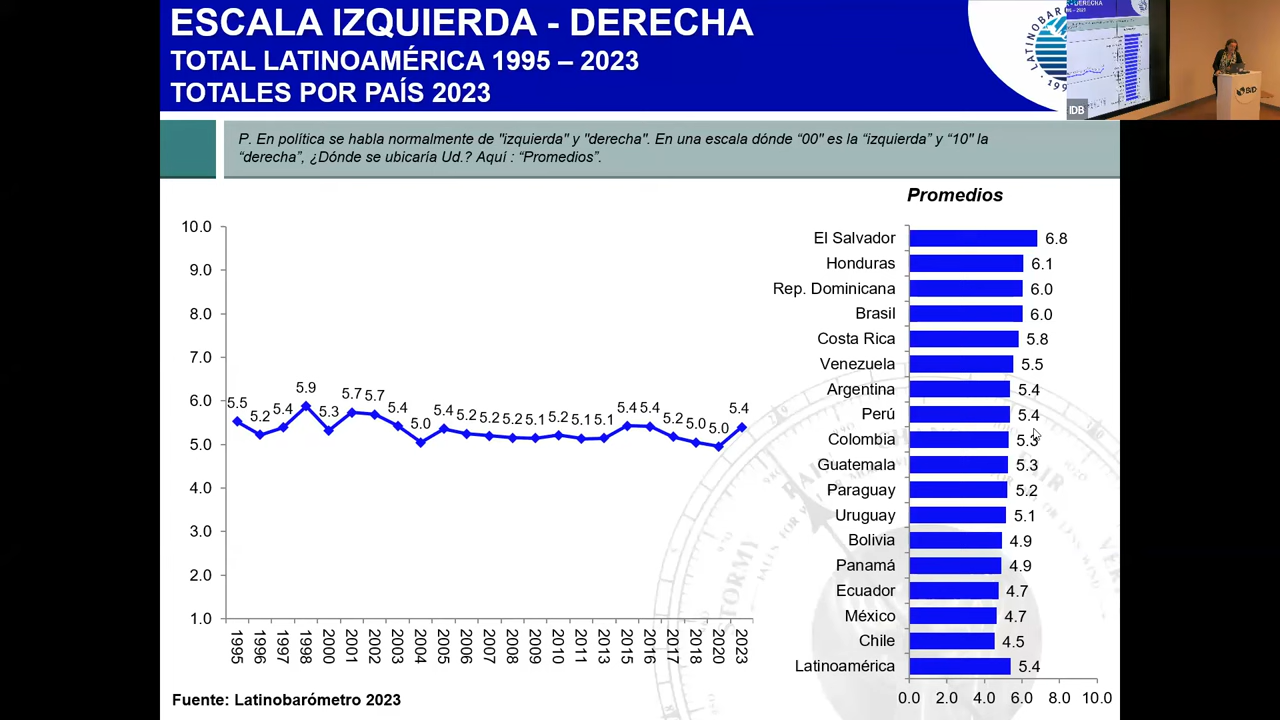 ESCALA IZQUIERDA - DERECHA
TOTAL LATINOAMÉRICA 1995 – 2023
TOTALES POR PAÍS 2023
IDB
BID
P. En política se habla normalmente de "izquierda" y "derecha". En una escala dónde “00” es la “izquierda” y “10” la
“derecha”, ¿Dónde se ubicaría Ud.? Aquí : “Promedios”.
Promedios
10.0
9.0
8.0
7.0
6.0
5.0
4.0
3.0
2.0
1.0
5.5 5.2 5.4 5.9 5.3 5.7 5.7 5.4 5.0 5.4 5.2 5.2 5.2 5.1 5.2 5.1 5.1 5.4 5.4 5.2 5.0 5.0 5.4
1995 1996 1997 1998 2000 2001 2002 2003 2004 2005 2006 2007 2008 2009 2010 2011 2013 2015 2016 2017 2018 2020 2023
El Salvador 6.8
Honduras 6.1
Rep. Dominicana 6.0
Brasil 6.0
Costa Rica 5.8
Venezuela 5.5
Argentina 5.4
Perú 5.4
Colombia 5.3
Guatemala 5.3
Paraguay 5.2
Uruguay 5.1
Bolivia 4.9
Panamá 4.9
Ecuador 4.7
México 4.7
Chile 4.5
Latinoamérica 5.4
0.0 2.0 4.0 6.0 8.0 10.0
STORMY
Fuente: Latinobarómetro 2023